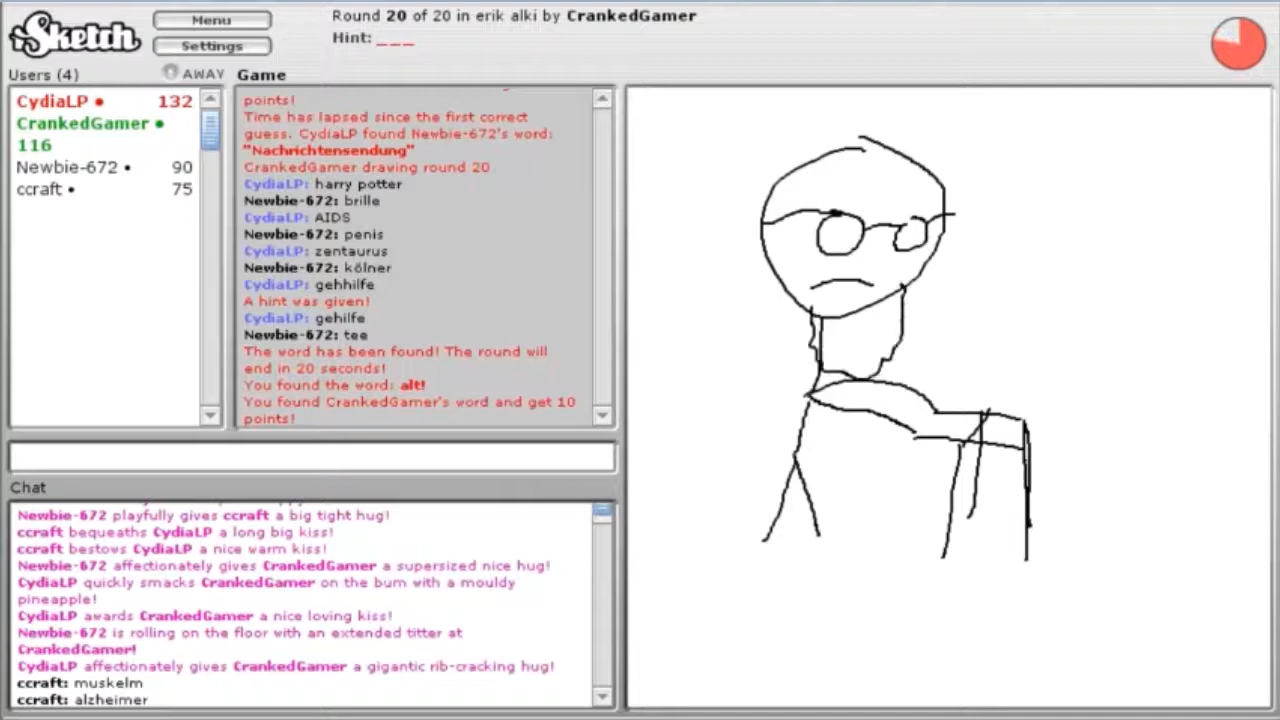 iSketch
Menu
Settings
Round 20 of 20 in erik alki by CrankedGamer
Hint: _ _ _
Users (4)
AWAY
Game
CydiaLP • 132
CrankedGamer •
116
Newbie-672 • 90
ccraft • 75
points!
Time has lapsed since the first correct
guess. CydiaLP found Newbie-672's word:
"Nachrichtensendung"
CrankedGamer drawing round 20
CydiaLP: harry potter
Newbie-672: brille
CydiaLP: AIDS
Newbie-672: penis
CydiaLP: zentaurus
Newbie-672: kölner
CydiaLP: gehhilfe
A hint was given!
CydiaLP: gehilfe
Newbie-672: tee
The word has been found! The round will
end in 20 seconds!
You found the word: alt!
You found CrankedGamer's word and get 10
points!
Chat
Newbie-672 playfully gives ccraft a big tight hug!
ccraft bequeaths CydiaLP a long big kiss!
ccraft bestows CydiaLP a nice warm kiss!
Newbie-672 affectionately gives CrankedGamer a supersized nice hug!
CydiaLP quickly smacks CrankedGamer on the bum with a mouldy
pineapple!
CydiaLP awards CrankedGamer a nice loving kiss!
Newbie-672 is rolling on the floor with an extended titter at
CrankedGamer!
CydiaLP affectionately gives CrankedGamer a gigantic rib-cracking hug!
ccraft: muskelm
ccraft: alzheimer